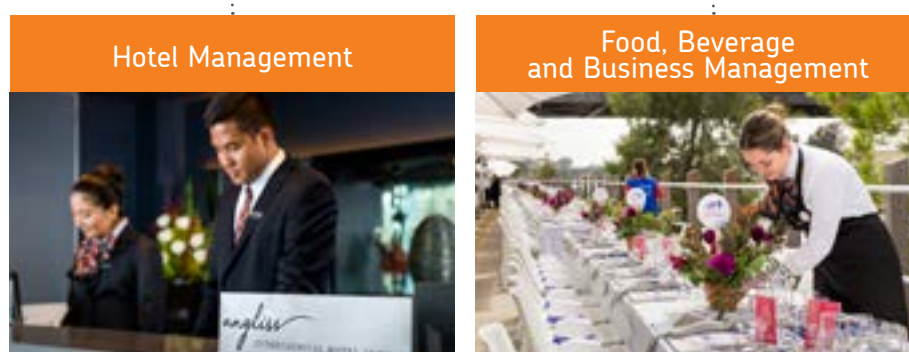 Hotel Management
Food, Beverage
and Business Management
angliss